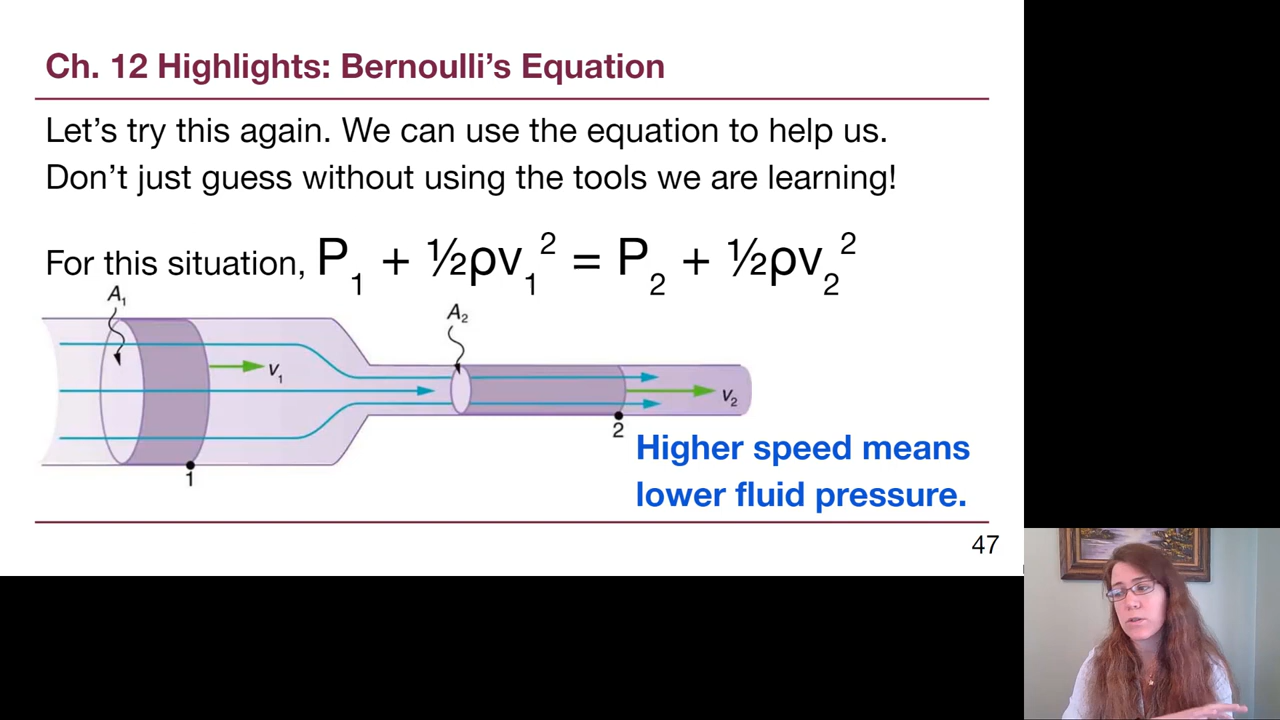 Ch. 12 Highlights: Bernoulli’s Equation
Let’s try this again. We can use the equation to help us.
Don’t just guess without using the tools we are learning!
For this situation, P₁ + ½ρv₁² = P₂ + ½ρv₂²
A₁
A₂
v₁
v₂
1
2
Higher speed means
lower fluid pressure.
47